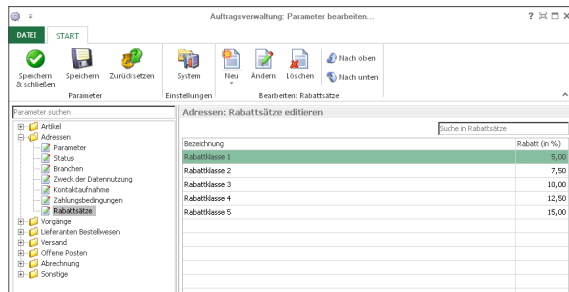 Auftragsverwaltung: Parameter bearbeiten...
DATEI START
Speichern & schließen
Speichern
Zurücksetzen
System
Neu
Ändern
Löschen
Nach oben
Nach unten
Parameter
Einstellungen
Bearbeiten: Rabattsätze
Parameter suchen
Artikel
Adressen
Parameter
Status
Branchen
Zweck der Datennutzung
Kontaktaufnahme
Zahlungsbedingungen
Rabattsätze
Vorgänge
Lieferanten Bestellwesen
Versand
Offene Posten
Abrechnung
Sonstige
Adressen: Rabattsätze editieren
Suche in Rabattsätze
Bezeichnung Rabatt (in %)
Rabattklasse 1 5,00
Rabattklasse 2 7,50
Rabattklasse 3 10,00
Rabattklasse 4 12,50
Rabattklasse 5 15,00